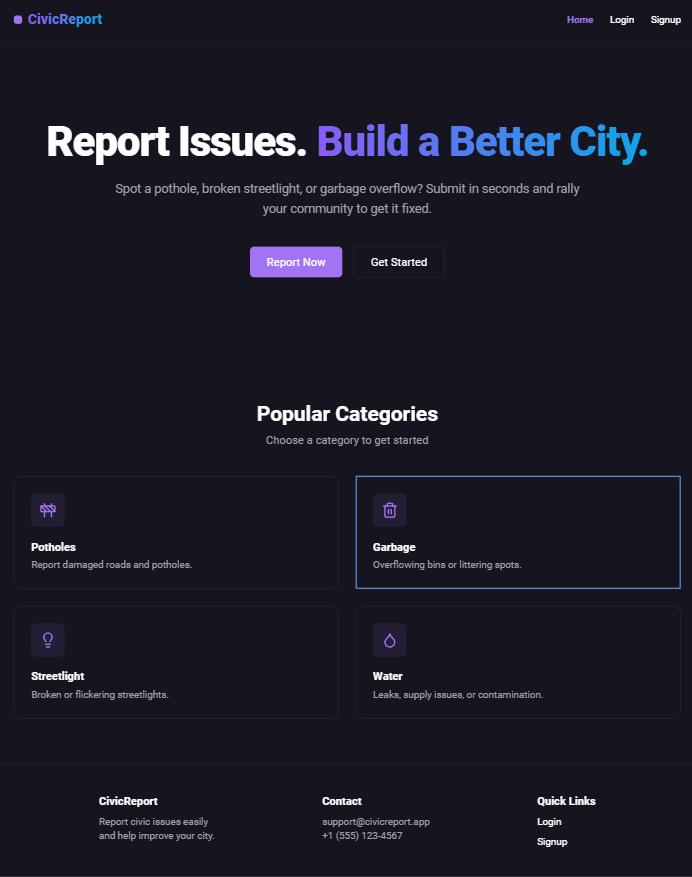 CivicReport
Home Login Signup
Report Issues. Build a Better City.
Spot a pothole, broken streetlight, or garbage overflow? Submit in seconds and rally
your community to get it fixed.
Report Now Get Started
Popular Categories
Choose a category to get started
Potholes
Report damaged roads and potholes.
Garbage
Overflowing bins or littering spots.
Streetlight
Broken or flickering streetlights.
Water
Leaks, supply issues, or contamination.
CivicReport
Report civic issues easily
and help improve your city.
Contact
support@civicreport.app
+1 (555) 123-4567
Quick Links
Login
Signup